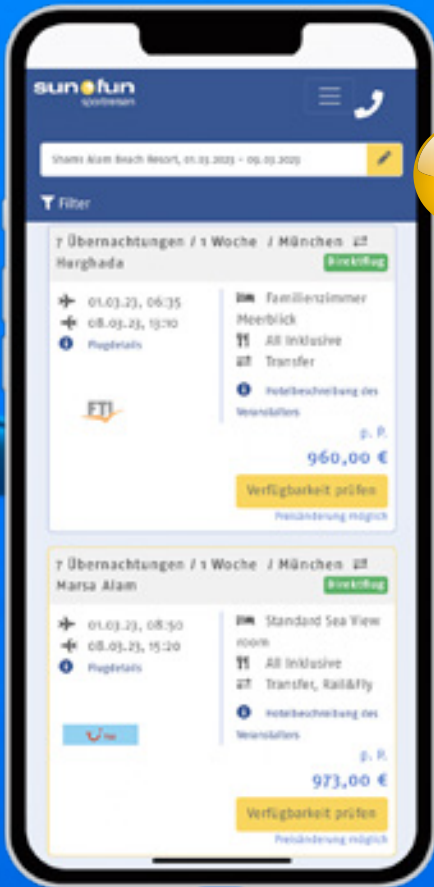 sun fun
sportreisen
Shams Alam Beach Resort, 01.03.2023 - 09.03.2023
Filter
7 Übernachtungen / 1 Woche / München ⇄
Hurghada
Direktflug
01.03.23, 06:35
08.03.23, 13:10
Flugdetails
FTI
Familienzimmer
Meerblick
All Inklusive
Transfer
Hotelbeschreibung des
Veranstalters
p. P.
960,00 €
Verfügbarkeit prüfen
Preisänderung möglich
7 Übernachtungen / 1 Woche / München ⇄
Marsa Alam
Direktflug
01.03.23, 08:50
08.03.23, 15:20
Flugdetails
TUI
Standard Sea View
room
All Inklusive
Transfer, Rail&Fly
Hotelbeschreibung des
Veranstalters
p. P.
973,00 €
Verfügbarkeit prüfen
Preisänderung möglich